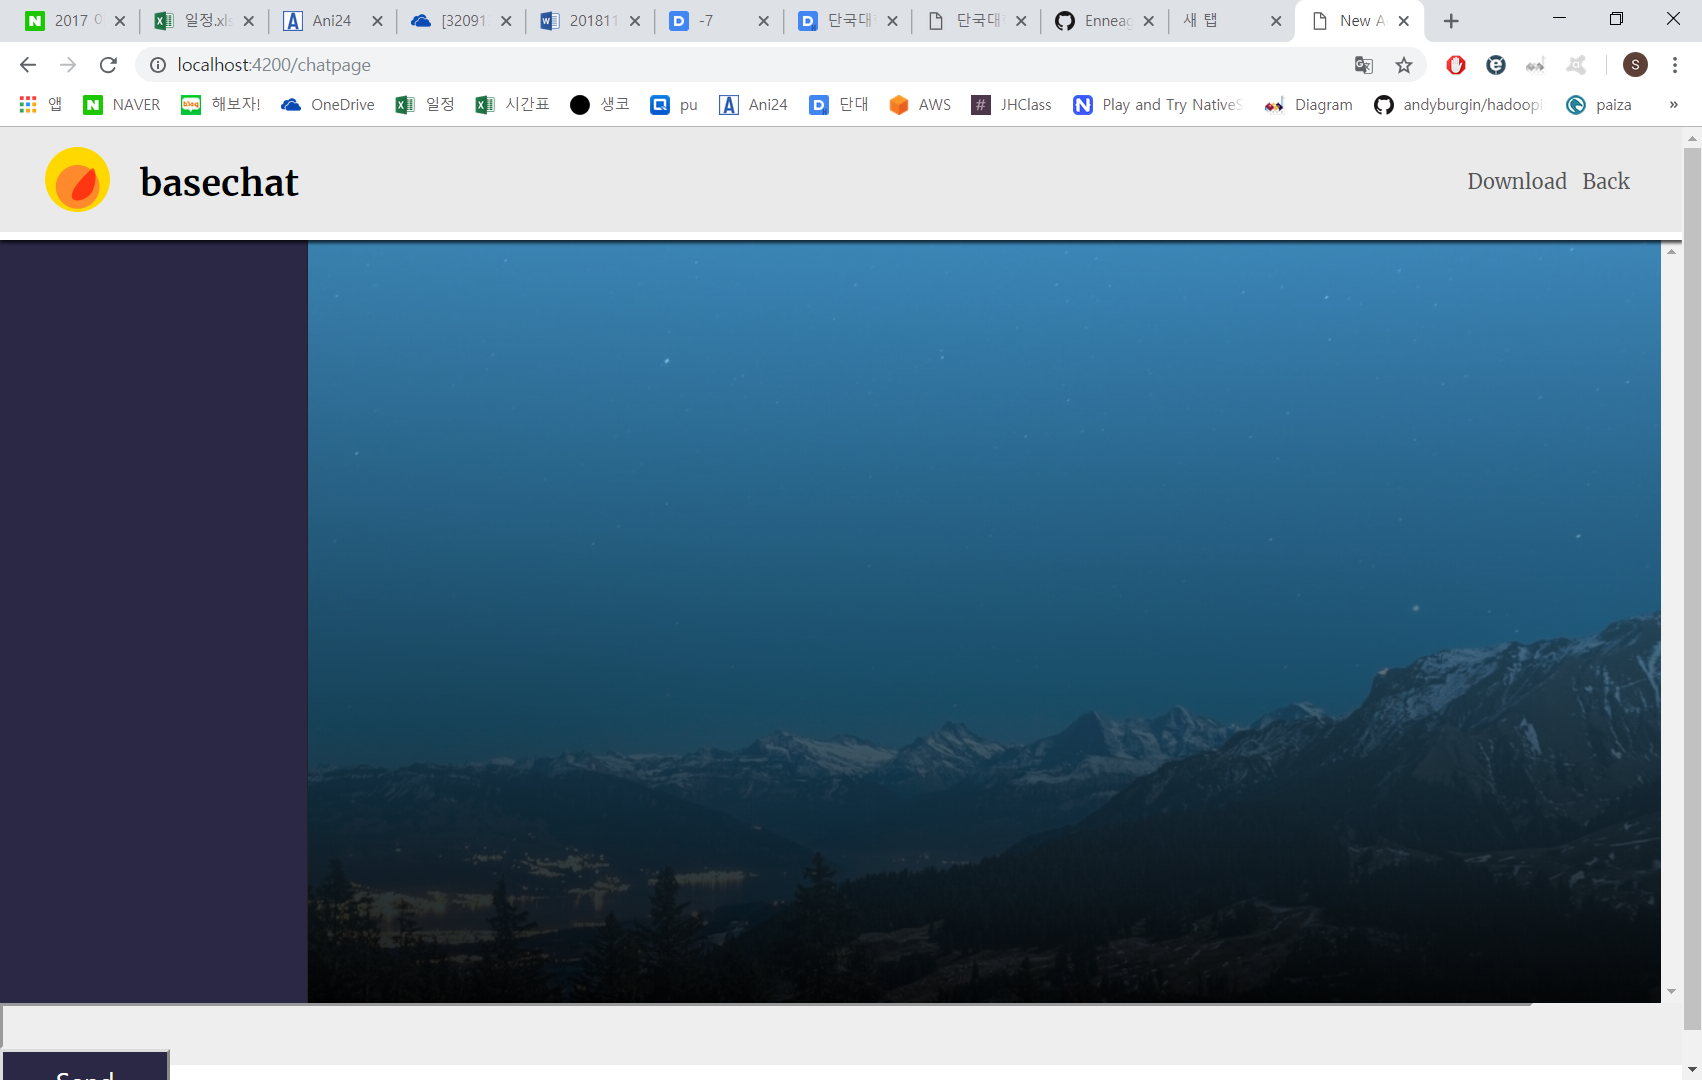 2017 일정.xls Ani24 [32091 201811 -7 단국대 단국대 Enneag 새 탭 New A
localhost:4200/chatpage
S
앱 NAVER 해보자! OneDrive 일정 시간표 생코 pu Ani24 단대 AWS JHClass Play and Try NativeS Diagram andyburgin/hadoopi paiza »
basechat Download Back
Send